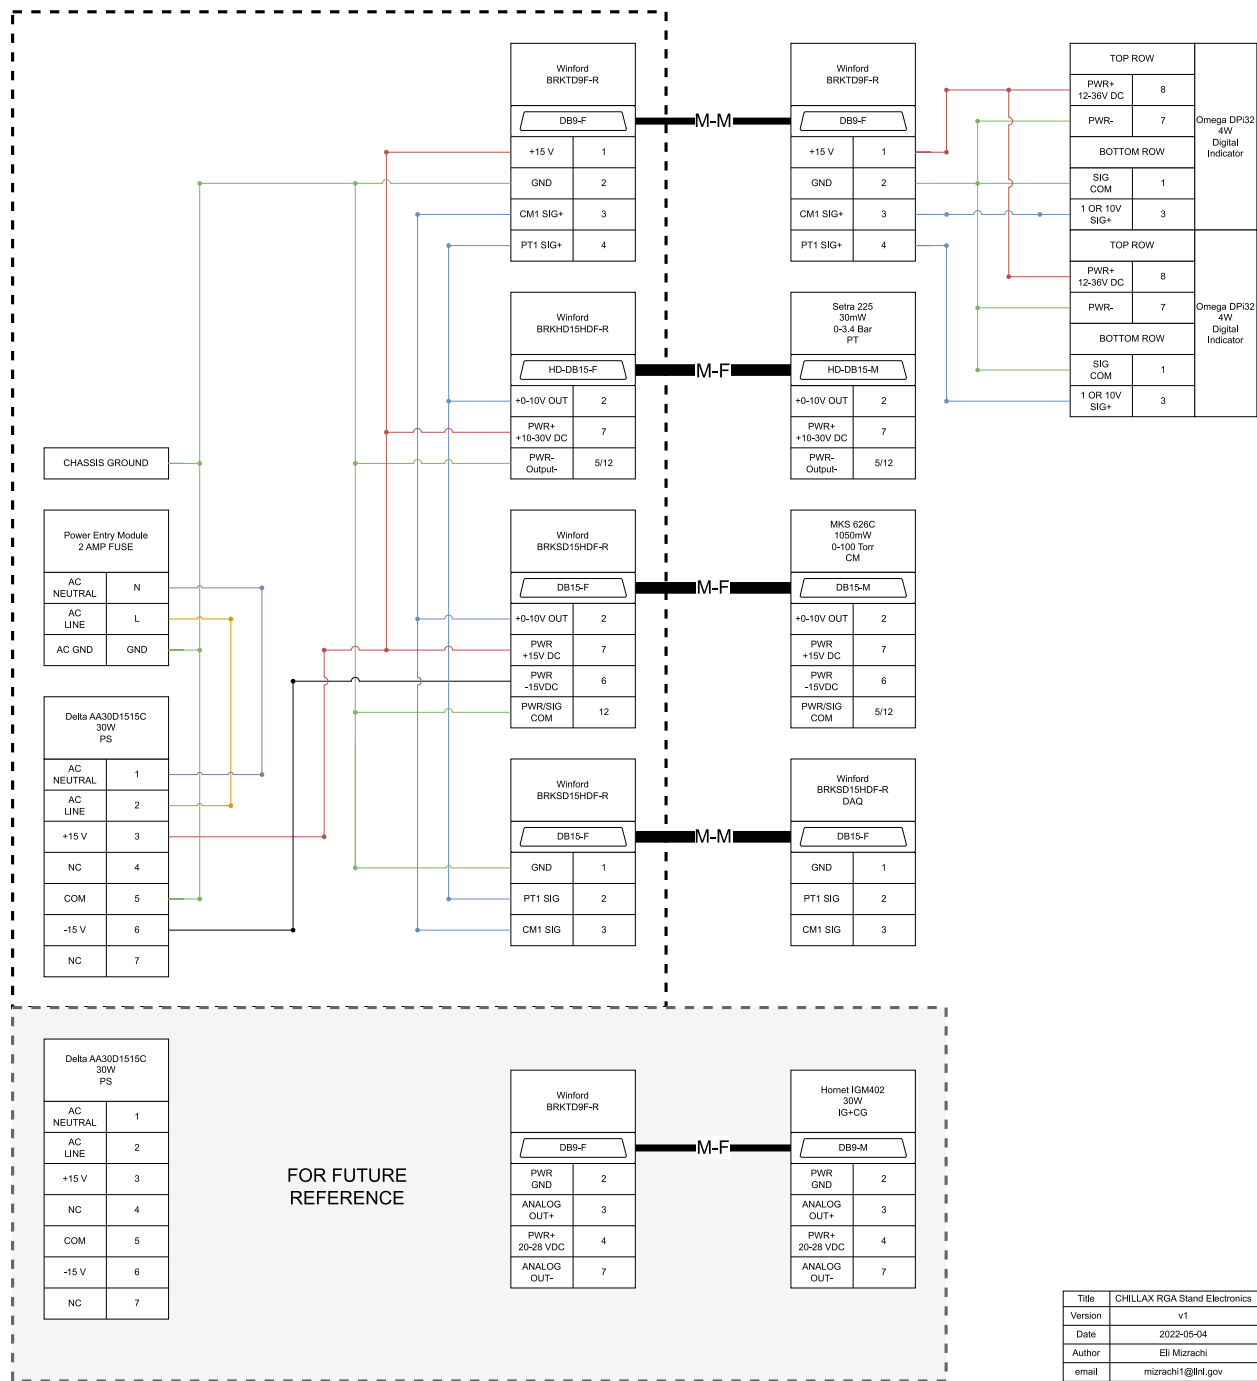 Winford
BRKTD9F-R
DB9-F
+15 V 1
GND 2
CM1 SIG+ 3
PT1 SIG+ 4
M-M
Winford
BRKTD9F-R
DB9-F
+15 V 1
GND 2
CM1 SIG+ 3
PT1 SIG+ 4
TOP ROW
PWR+
12-36V DC 8
PWR- 7
BOTTOM ROW
SIG
COM 1
1 OR 10V
SIG+ 3
Omega DPi32
4W
Digital
Indicator
TOP ROW
PWR+
12-36V DC 8
PWR- 7
BOTTOM ROW
SIG
COM 1
1 OR 10V
SIG+ 3
Omega DPi32
4W
Digital
Indicator
Winford
BRKHD15HDF-R
HD-DB15-F
+0-10V OUT 2
PWR+
+10-30V DC 7
PWR-
Output- 5/12
M-F
Setra 225
30mW
0-3.4 Bar
PT
HD-DB15-M
+0-10V OUT 2
PWR+
+10-30V DC 7
PWR-
Output- 5/12
CHASSIS GROUND
Power Entry Module
2 AMP FUSE
AC
NEUTRAL N
AC
LINE L
AC GND GND
Winford
BRKSD15HDF-R
DB15-F
+0-10V OUT 2
PWR
+15V DC 7
PWR
-15VDC 6
PWR/SIG
COM 12
M-F
MKS 626C
1050mW
0-100 Torr
CM
DB15-M
+0-10V OUT 2
PWR
+15V DC 7
PWR
-15VDC 6
PWR/SIG
COM 5/12
Delta AA30D1515C
30W
PS
AC
NEUTRAL 1
AC
LINE 2
+15 V 3
NC 4
COM 5
-15 V 6
NC 7
Winford
BRKSD15HDF-R
DB15-F
GND 1
PT1 SIG 2
CM1 SIG 3
M-M
Winford
BRKSD15HDF-R
DAQ
DB15-F
GND 1
PT1 SIG 2
CM1 SIG 3
Delta AA30D1515C
30W
PS
AC
NEUTRAL 1
AC
LINE 2
+15 V 3
NC 4
COM 5
-15 V 6
NC 7
FOR FUTURE
REFERENCE
Winford
BRKTD9F-R
DB9-F
PWR
GND 2
ANALOG
OUT+ 3
PWR+
20-28 VDC 4
ANALOG
OUT- 7
M-F
Hornet IGM402
30W
IG+CG
DB9-M
PWR
GND 2
ANALOG
OUT+ 3
PWR+
20-28 VDC 4
ANALOG
OUT- 7
Title CHILLAX RGA Stand Electronics
Version v1
Date 2022-05-04
Author Eli Mizrachi
email mizrachi1@llnl.gov